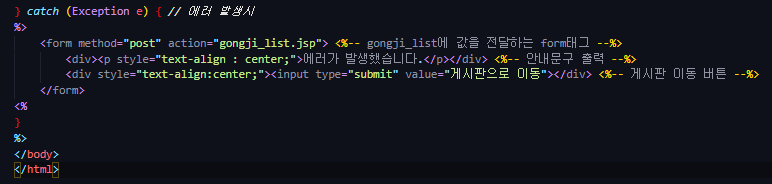 } catch (Exception e) { // 에러 발생시
%>
<form method="post" action="gongji_list.jsp"> <%-- gongji_list에 값을 전달하는 form태그 --%>
<div><p style="text-align : center;">에러가 발생했습니다.</p></div> <%-- 안내문구 출력 --%>
<div style="text-align:center;"><input type="submit" value="게시판으로 이동"></div> <%-- 게시판 이동 버튼 --%>
</form>
<%
}
%>
</body>
</html>